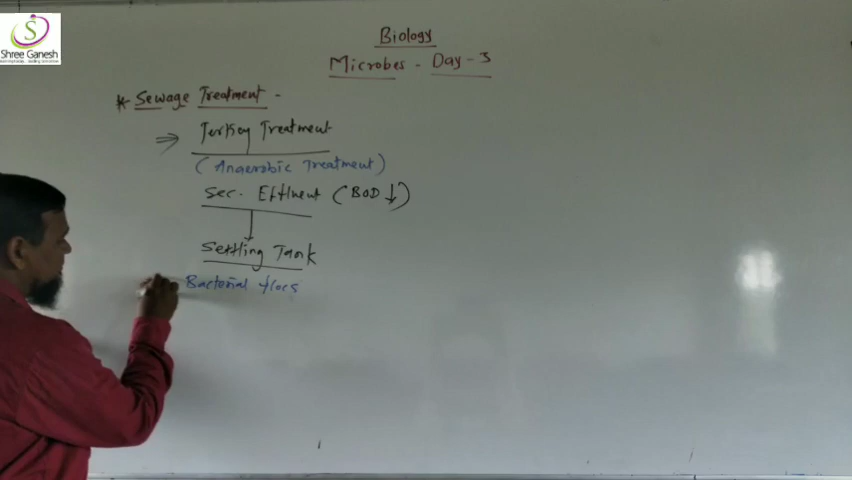 S
Shree Ganesh
Biology
Microbes - Day - 3
* Sewage Treatment -
⇒ Tertiary Treatment
(Anaerobic Treatment)
Sec. Effluent (BOD ↓)
Settling Tank
Bacterial flocs